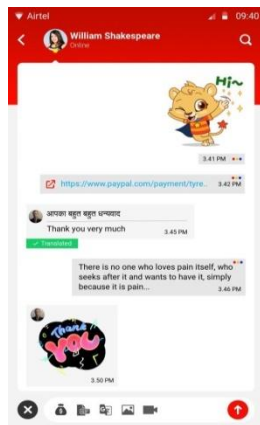 Airtel
09:40
William Shakespeare
Online
Hi~
3.41 PM
https://www.paypal.com/payment/tyre..
3.42 PM
आपका बहुत बहुत धन्यवाद
Thank you very much
3.45 PM
Translated
There is no one who loves pain itself, who
seeks after it and wants to have it, simply
because it is pain...
3.46 PM
Thank
YOU
3.50 PM